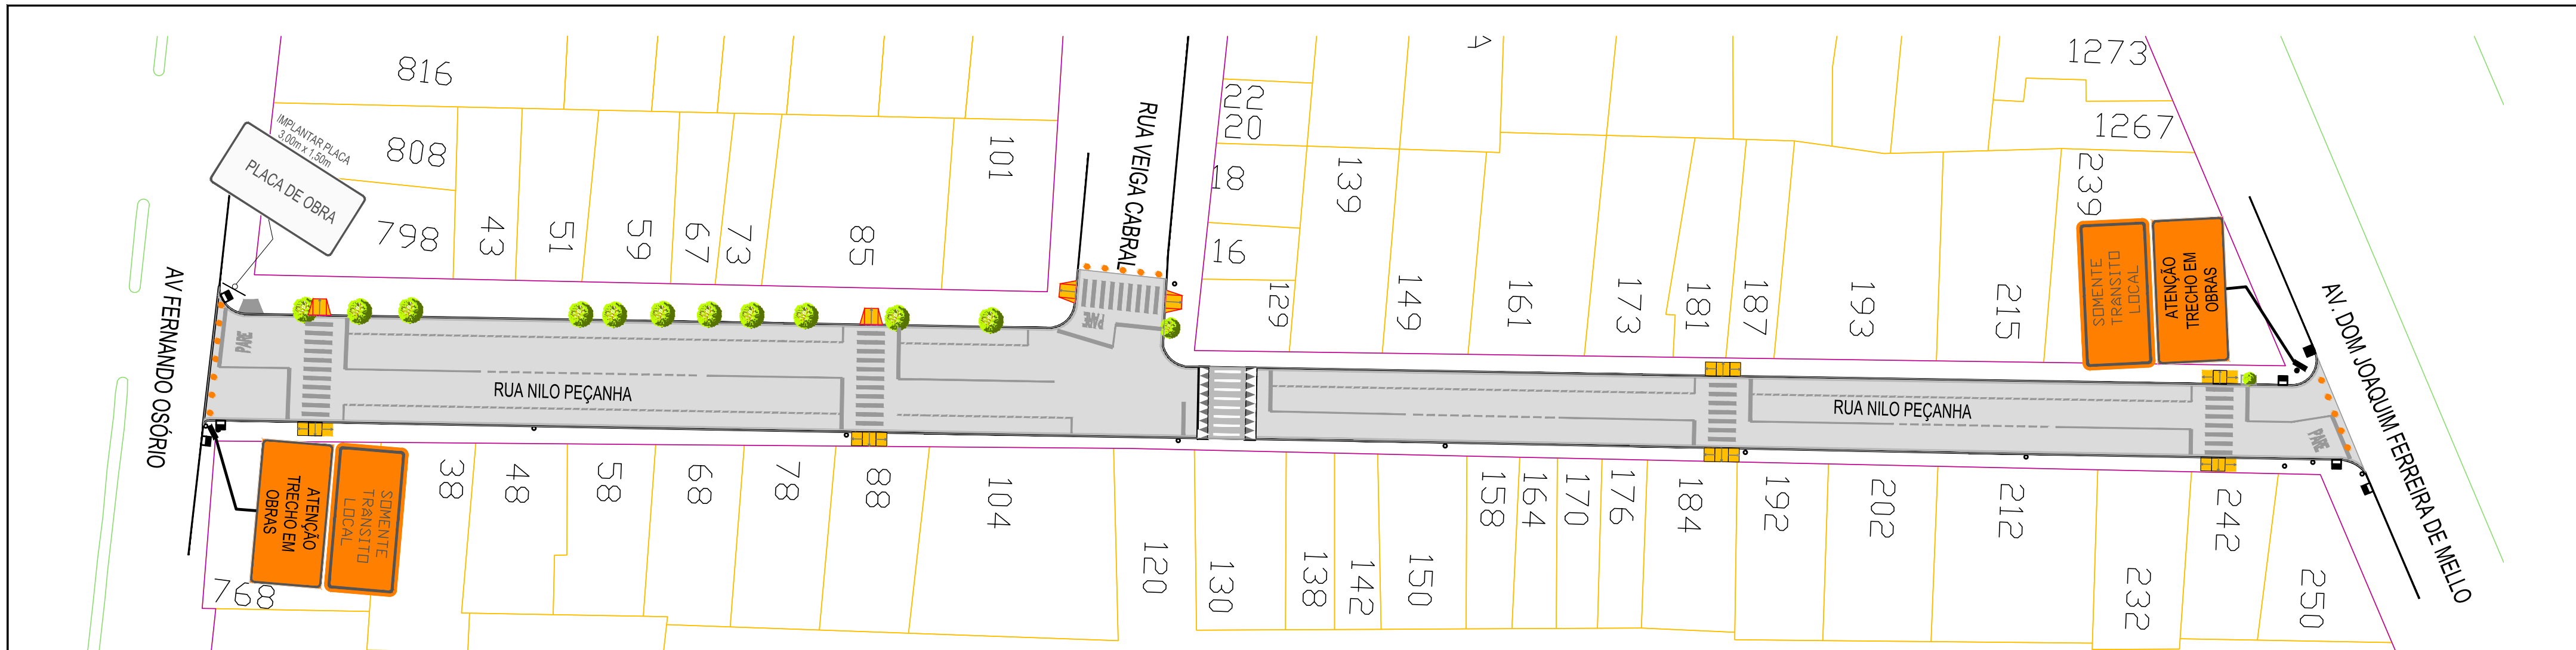 816
808
IMPLANTAR PLACA
3,00m x 1,50m
PLACA DE OBRA
798
43
51
59
67
73
85
101
RUA VEIGA CABRAL
22
20
18
16
129
139
149
161
173
181
187
193
215
239
1273
1267
SOMENTE
TRÂNSITO
LOCAL
ATENÇÃO
TRECHO EM
OBRAS
AV FERNANDO OSÓRIO
PARE
RUA NILO PEÇANHA
PARE
RUA NILO PEÇANHA
PARE
AV. DOM JOAQUIM FERREIRA DE MELLO
ATENÇÃO
TRECHO EM
OBRAS
SOMENTE
TRÂNSITO
LOCAL
768
38
48
58
68
78
88
104
120
130
138
142
150
158
164
170
176
184
192
202
212
232
242
250